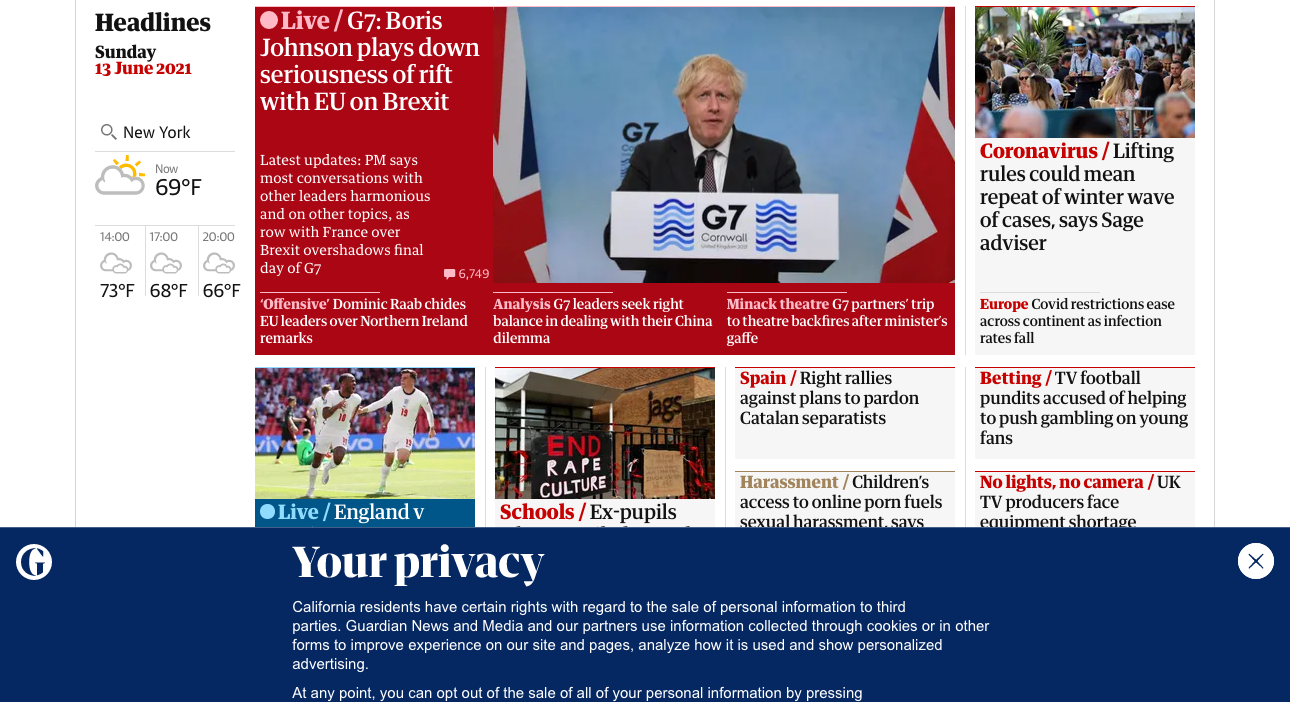 Headlines
Sunday
13 June 2021
New York
Now
69°F
14:00
17:00
20:00
73°F
68°F
66°F
Live / G7: Boris
Johnson plays down
seriousness of rift
with EU on Brexit
Latest updates: PM says
most conversations with
other leaders harmonious
and on other topics, as
row with France over
Brexit overshadows final
day of G7
6,749
G7
G7
Cornwall
United Kingdom 2021
‘Offensive’ Dominic Raab chides
EU leaders over Northern Ireland
remarks
Analysis G7 leaders seek right
balance in dealing with their China
dilemma
Minack theatre G7 partners’ trip
to theatre backfires after minister’s
gaffe
Coronavirus / Lifting
rules could mean
repeat of winter wave
of cases, says Sage
adviser
Europe Covid restrictions ease
across continent as infection
rates fall
10
19
vivo
Live / England v
jags
END
RAPE
CULTURE
Schools / Ex-pupils
Spain / Right rallies
against plans to pardon
Catalan separatists
Harassment / Children’s
access to online porn fuels
sexual harassment, says
Betting / TV football
pundits accused of helping
to push gambling on young
fans
No lights, no camera / UK
TV producers face
equipment shortage
G
Your privacy
California residents have certain rights with regard to the sale of personal information to third
parties. Guardian News and Media and our partners use information collected through cookies or in other
forms to improve experience on our site and pages, analyze how it is used and show personalized
advertising.
At any point, you can opt out of the sale of all of your personal information by pressing